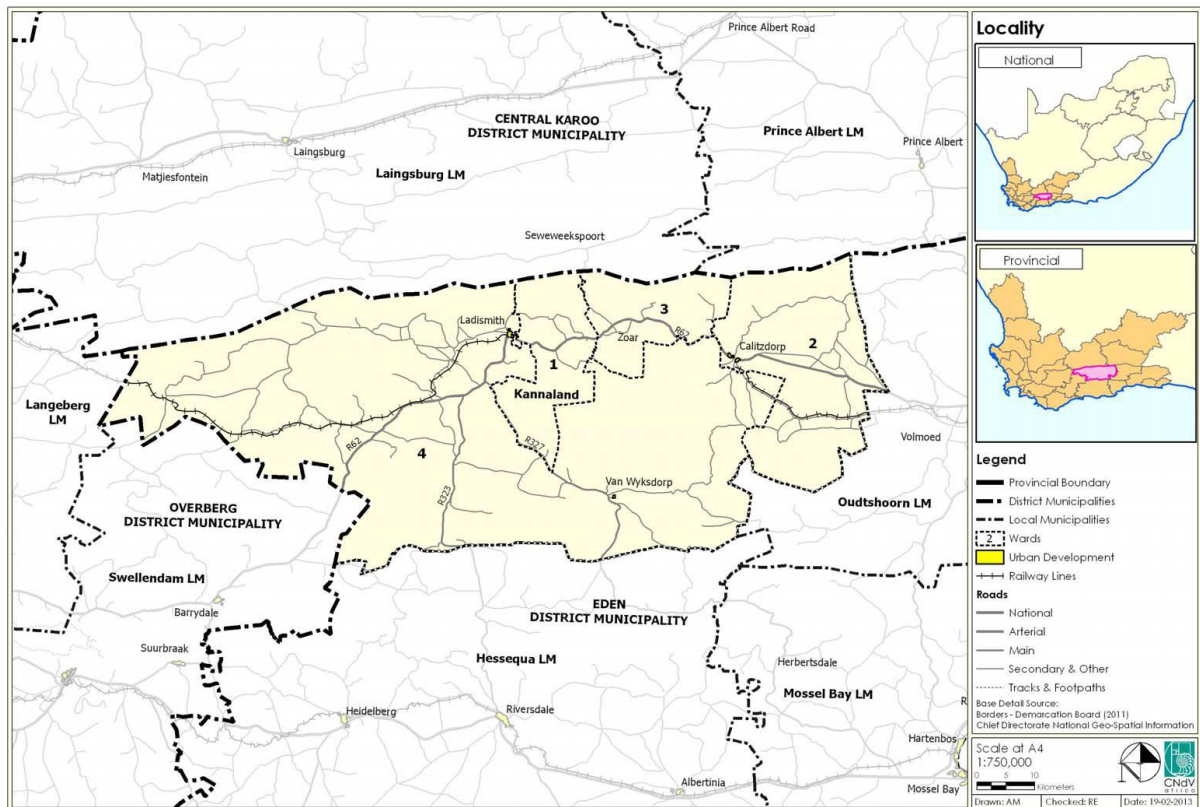 Prince Albert Road
CENTRAL KAROO
DISTRICT MUNICIPALITY
Prince Albert LM
Laingsburg
Prince Albert
Matjiesfontein
Laingsburg LM
Seweweekspoort
Ladismith
3
R62
Zoar
Calitzdorp
2
1
Kannaland
Langeberg
LM
R62
4
R327
Volmoed
R323
Van Wyksdorp
Oudtshoorn LM
OVERBERG
DISTRICT MUNICIPALITY
Swellendam LM
Barrydale
EDEN
DISTRICT MUNICIPALITY
Suurbraak
Hessequa LM
Herbertsdale
Mossel Bay LM
Heidelberg
Riversdale
R
Hartenbos
Albertinia
Mossel Bay
Locality
National
Provincial
Legend
Provincial Boundary
District Municipalities
Local Municipalities
2 Wards
Urban Development
Railway Lines
Roads
National
Arterial
Main
Secondary & Other
Tracks & Footpaths
Base Detail Source:
Borders - Demarcation Board (2011)
Chief Directorate National Geo-Spatial Information
Scale at A4
1:750,000
0 5 10
Kilometers
N
CNdV
africa
Drawn: AM Checked: RE Date: 19-02-2013